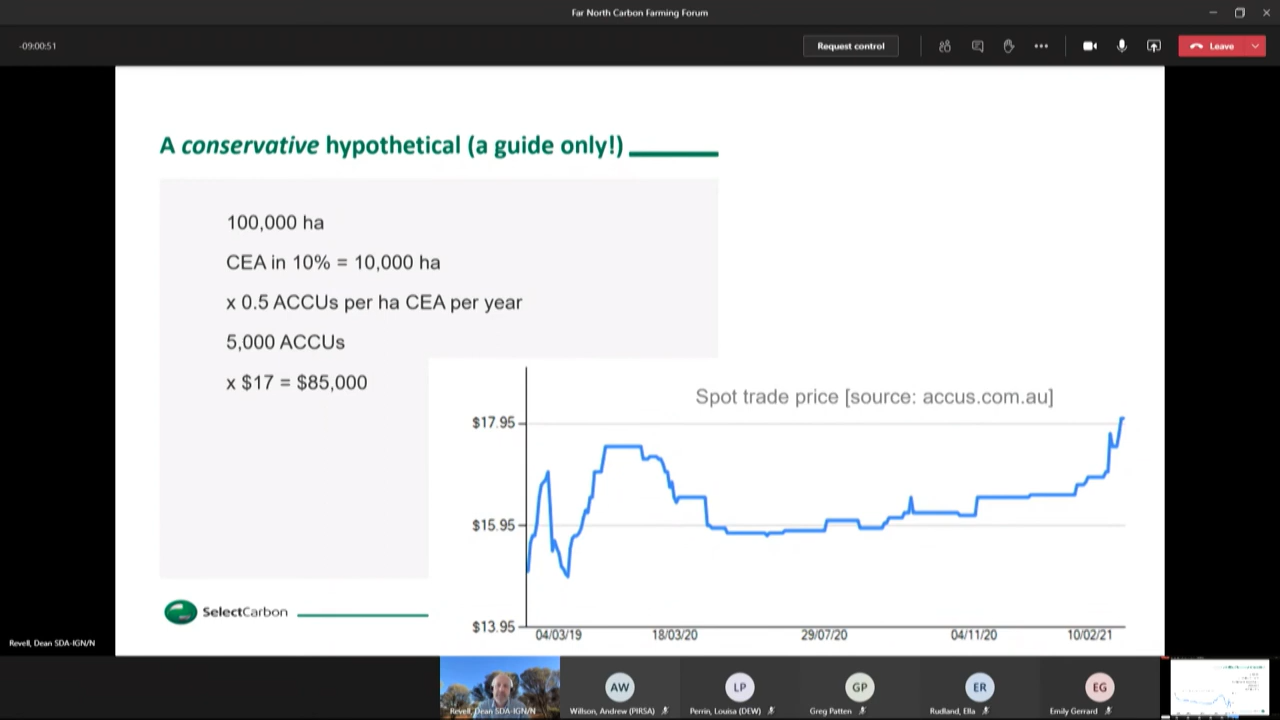 Far North Carbon Farming Forum
-09:00:51
Request control
Leave
A conservative hypothetical (a guide only!)
100,000 ha
CEA in 10% = 10,000 ha
x 0.5 ACCUs per ha CEA per year
5,000 ACCUs
x $17 = $85,000
Spot trade price [source: accus.com.au]
$17.95
$15.95
$13.95
04/03/19
18/03/20
29/07/20
04/11/20
10/02/21
SelectCarbon
Revell, Dean SDA-IGN/N
Revell, Dean SDA-IGN/N
AW
Willson, Andrew (PIRSA)
LP
Perrin, Louisa (DEW)
GP
Greg Patten
ER
Rudland, Ella
EG
Emily Gerrard